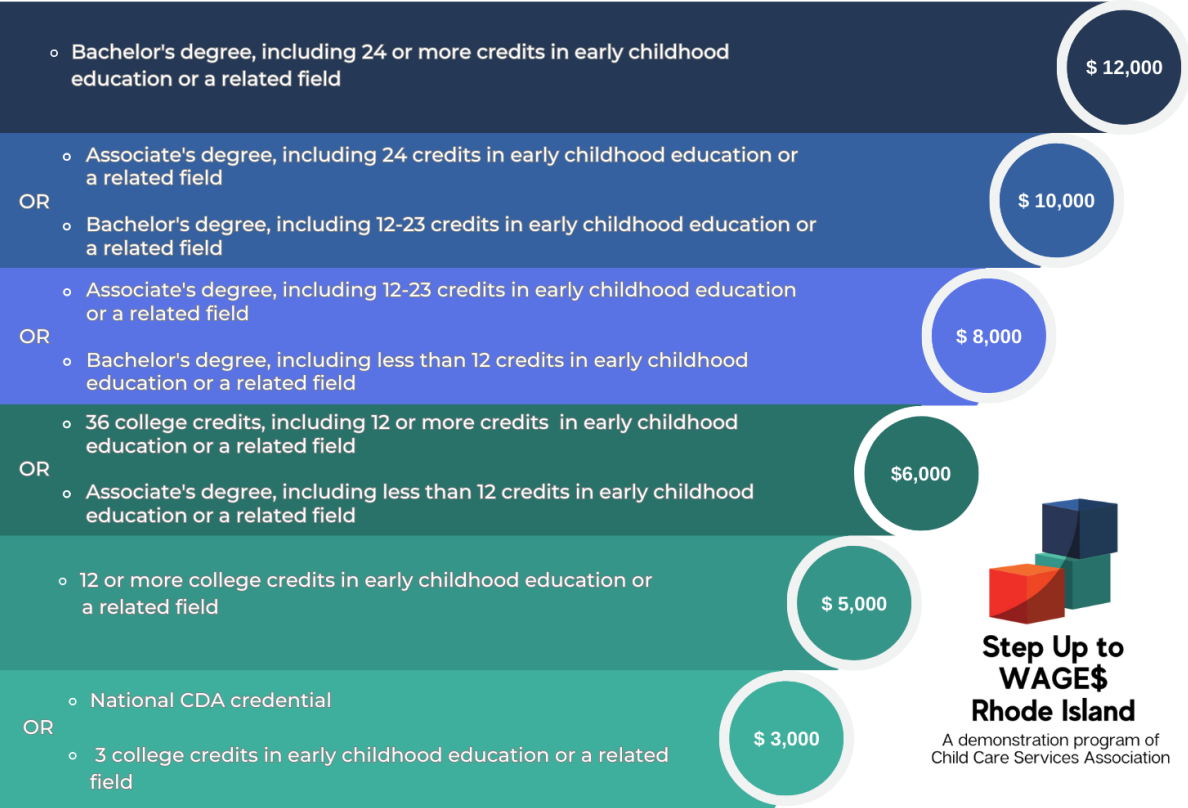 Bachelor's degree, including 24 or more credits in early childhood
education or a related field
$ 12,000
OR
Associate's degree, including 24 credits in early childhood education or
a related field
Bachelor's degree, including 12-23 credits in early childhood education or
a related field
$ 10,000
OR
Associate's degree, including 12-23 credits in early childhood education
or a related field
Bachelor's degree, including less than 12 credits in early childhood
education or a related field
$ 8,000
OR
36 college credits, including 12 or more credits in early childhood
education or a related field
Associate's degree, including less than 12 credits in early childhood
education or a related field
$6,000
12 or more college credits in early childhood education or
a related field
$ 5,000
OR
National CDA credential
3 college credits in early childhood education or a related
field
$ 3,000
Step Up to
WAGE$
Rhode Island
A demonstration program of
Child Care Services Association